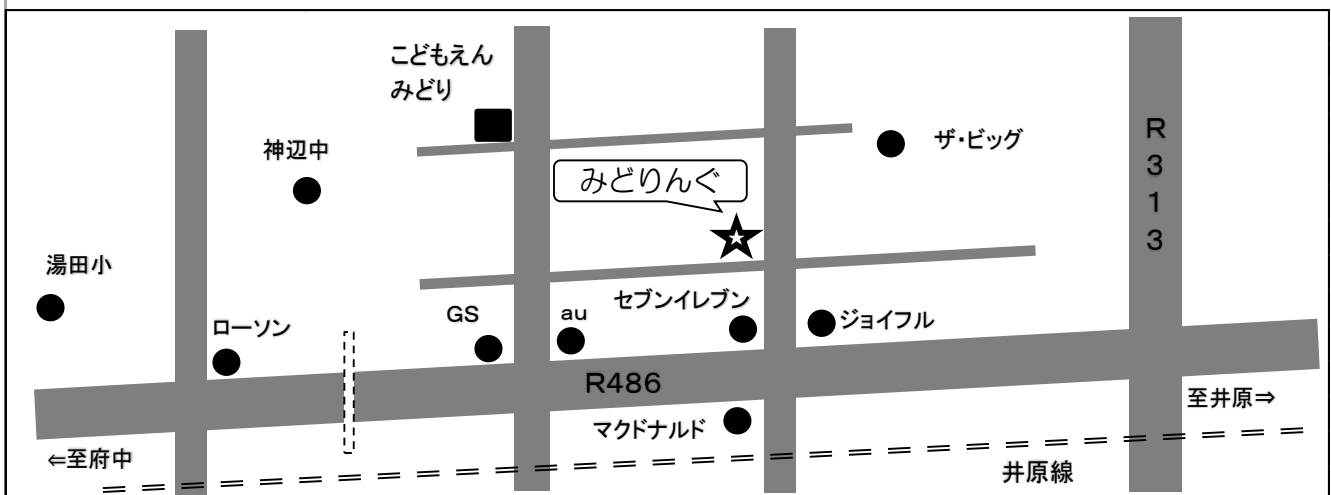 こどもえん
みどり
神辺中
ザ・ビッグ
R313
みどりんぐ
湯田小
ローソン
GS
au
セブンイレブン
ジョイフル
R486
マクドナルド
至井原⇒
⇐至府中
井原線